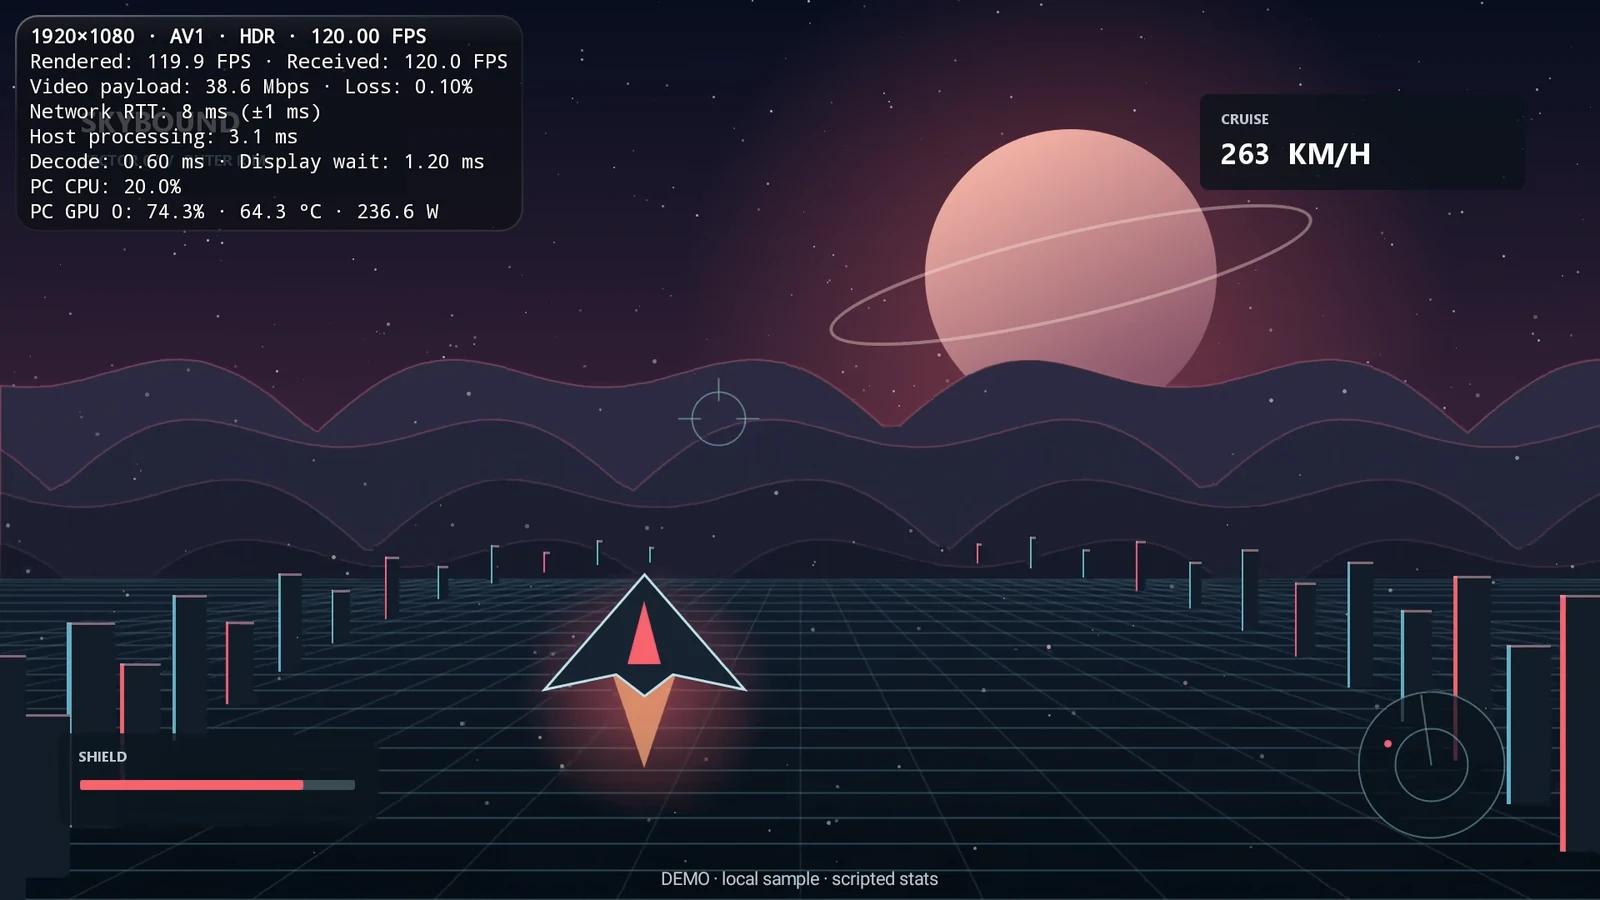 1920×1080 · AV1 · HDR · 120.00 FPS
Rendered: 119.9 FPS · Received: 120.0 FPS
Video payload: 38.6 Mbps · Loss: 0.10%
Network RTT: 8 ms (±1 ms)
SKYBOUND
Host processing: 3.1 ms
Decode: 0.60 ms · Display wait: 1.20 ms
PC CPU: 20.0%
PC GPU 0: 74.3% · 64.3 °C · 236.6 W
CRUISE
263 KM/H
SHIELD
DEMO · local sample · scripted stats